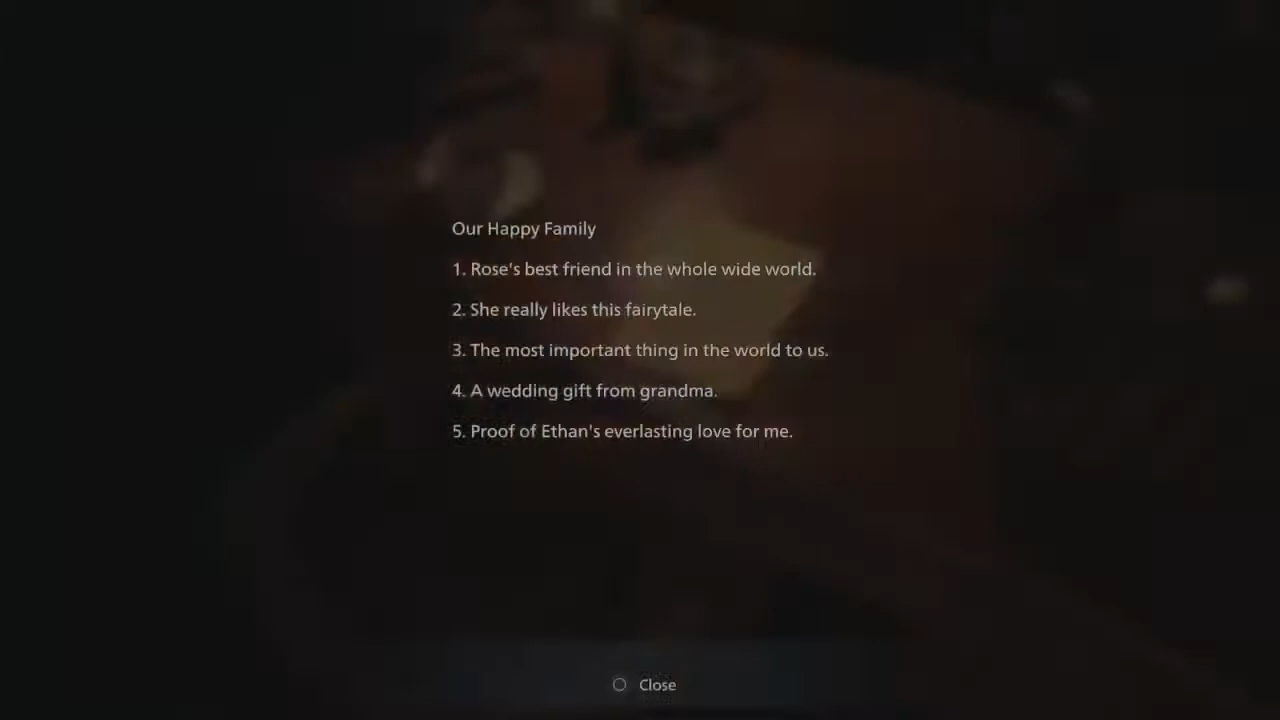 Our Happy Family
1. Rose's best friend in the whole wide world.
2. She really likes this fairytale.
3. The most important thing in the world to us.
4. A wedding gift from grandma.
5. Proof of Ethan's everlasting love for me.
Close